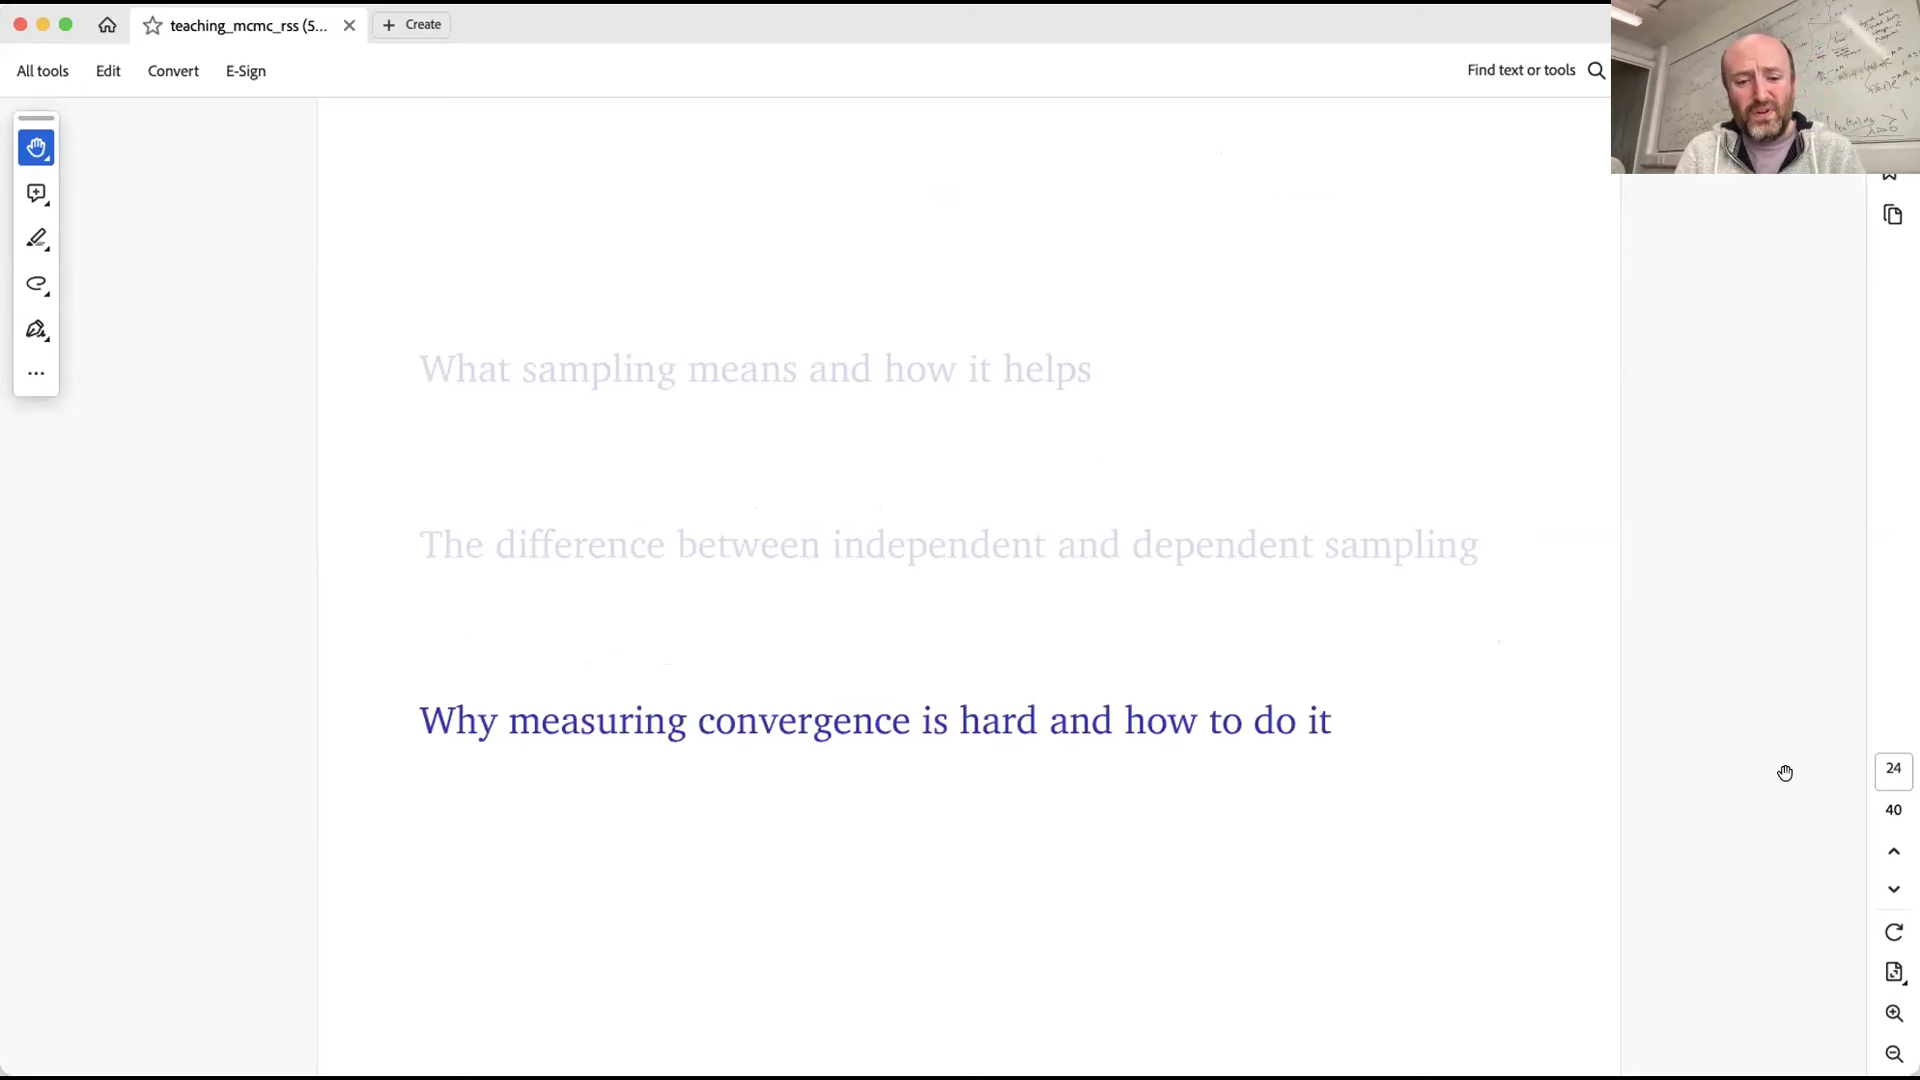 teaching_mcmc_rss (5...
Create
All tools
Edit
Convert
E-Sign
Find text or tools
What sampling means and how it helps
The difference between independent and dependent sampling
Why measuring convergence is hard and how to do it
24
40